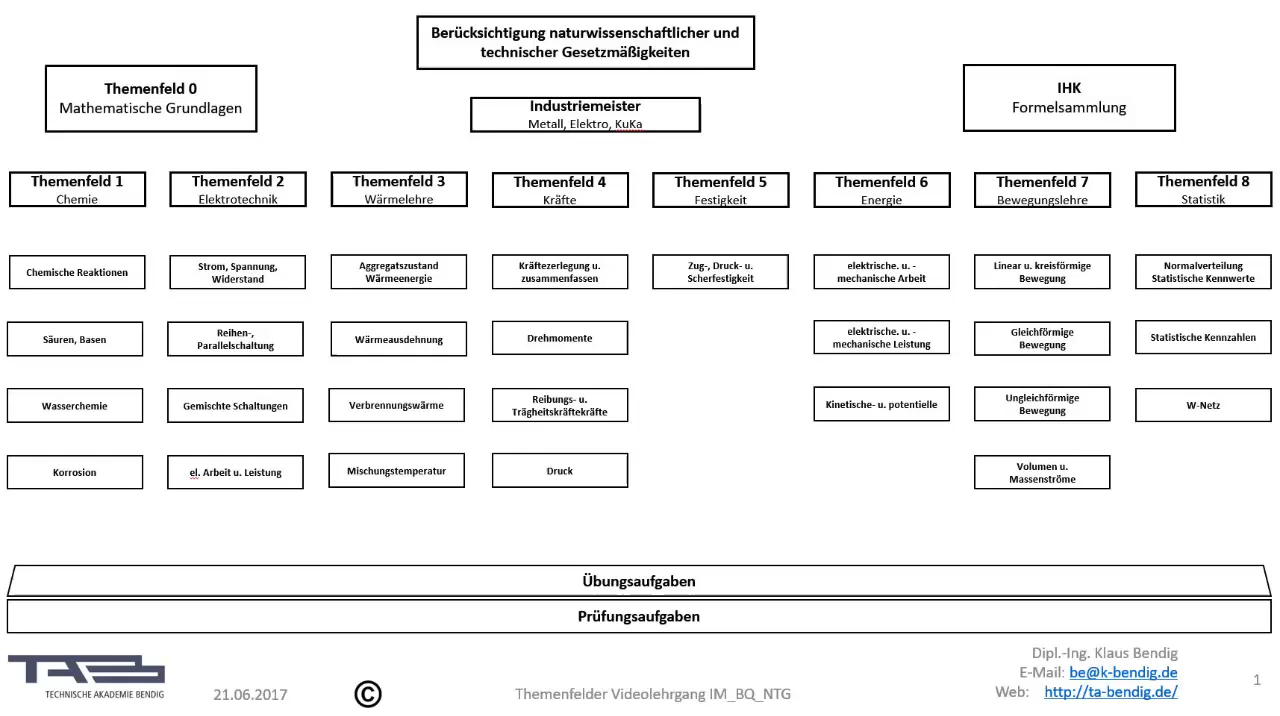 Berücksichtigung naturwissenschaftlicher und
technischer Gesetzmäßigkeiten
Themenfeld 0
Mathematische Grundlagen
Industriemeister
Metall, Elektro, KuKa
IHK
Formelsammlung
Themenfeld 1
Chemie
Themenfeld 2
Elektrotechnik
Themenfeld 3
Wärmelehre
Themenfeld 4
Kräfte
Themenfeld 5
Festigkeit
Themenfeld 6
Energie
Themenfeld 7
Bewegungslehre
Themenfeld 8
Statistik
Chemische Reaktionen
Strom, Spannung,
Widerstand
Aggregatszustand
Wärmeenergie
Kräftezerlegung u.
zusammenfassen
Zug-, Druck- u.
Scherfestigkeit
elektrische. u. -
mechanische Arbeit
Linear u. kreisförmige
Bewegung
Normalverteilung
Statistische Kennwerte
Säuren, Basen
Reihen-,
Parallelschaltung
Wärmeausdehnung
Drehmomente
elektrische. u. -
mechanische Leistung
Gleichförmige
Bewegung
Statistische Kennzahlen
Wasserchemie
Gemischte Schaltungen
Verbrennungswärme
Reibungs- u.
Trägheitskräftekräfte
Kinetische- u. potentielle
Ungleichförmige
Bewegung
W-Netz
Korrosion
el. Arbeit u. Leistung
Mischungstemperatur
Druck
Volumen u.
Massenströme
Übungsaufgaben
Prüfungsaufgaben
TAB
TECHNISCHE AKADEMIE BENDIG
21.06.2017
©
Themenfelder Videolehrgang IM_BQ_NTG
Dipl.-Ing. Klaus Bendig
E-Mail: be@k-bendig.de
Web: http://ta-bendig.de/
1